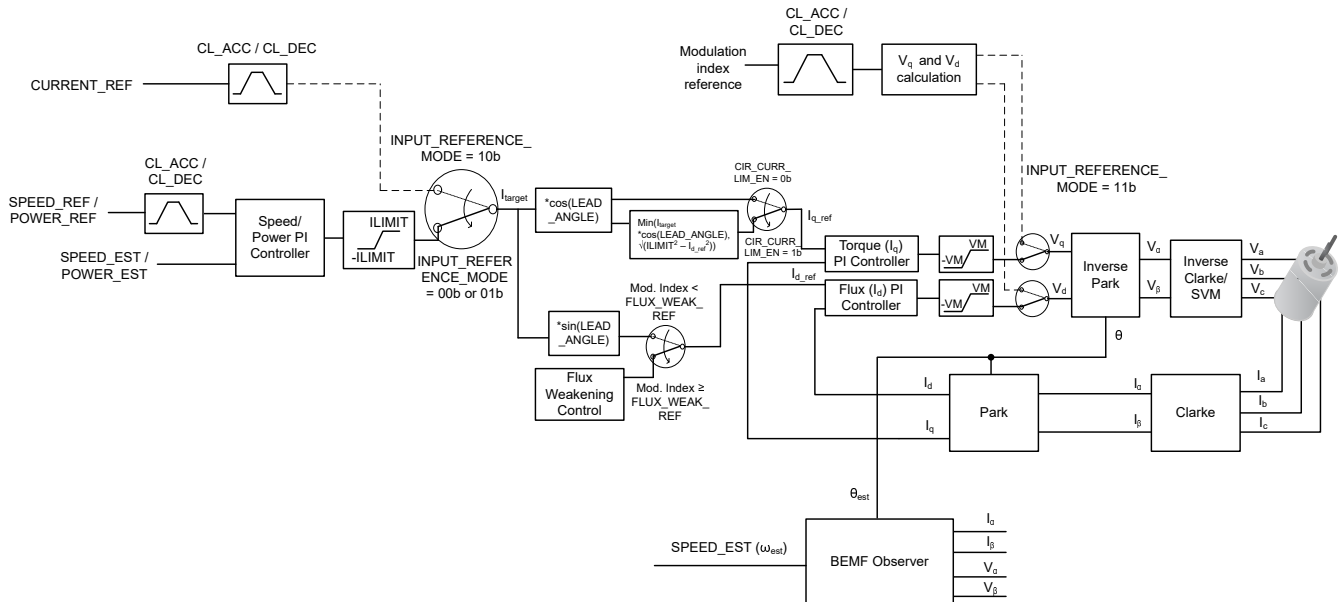 CL_ACC /
CL_DEC
CL_ACC / CL_DEC
Modulation
index
reference
Vq and Vd
calculation
CURRENT_REF
INPUT_REFERENCE_
MODE = 10b
CL_ACC /
CL_DEC
CIR_CURR_
LIM_EN = 0b
INPUT_REFERENCE_
MODE = 11b
SPEED_REF /
POWER_REF
Speed/
Power PI
Controller
ILIMIT
-ILIMIT
Itarget
*cos(LEAD
_ANGLE)
Min(Itarget
*cos(LEAD_ANGLE),
√(ILIMIT² – Id_ref²))
Iq_ref
CIR_CURR_
LIM_EN = 1b
SPEED_EST /
POWER_EST
INPUT_REFER
ENCE_MODE
= 00b or 01b
Torque (Iq)
PI Controller
VM
-VM
Vq
Id_ref
Flux (Id) PI
Controller
VM
-VM
Vd
Inverse
Park
Vα
Vβ
Inverse
Clarke/
SVM
Va
Vb
Vc
Mod. Index <
FLUX_WEAK_
REF
*sin(LEAD
_ANGLE)
Flux
Weakening
Control
Mod. Index ≥
FLUX_WEAK_
REF
θ
Id
Iq
Park
Iα
Iβ
Clarke
Ia
Ib
Ic
θest
SPEED_EST (ωest)
BEMF Observer
Iα
Iβ
Vα
Vβ